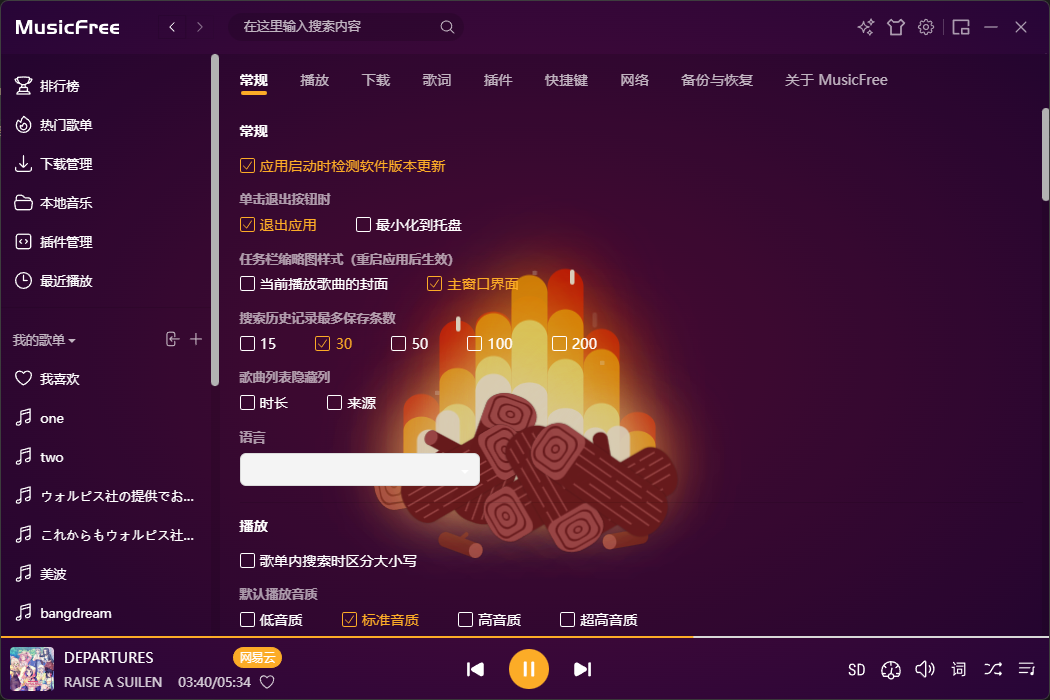 MusicFree
在这里输入搜索内容
排行榜
热门歌单
下载管理
本地音乐
插件管理
最近播放
我的歌单
我喜欢
one
two
ウォルピス社の提供でお...
これからもウォルピス社...
美波
bangdream
常规 播放 下载 歌词 插件 快捷键 网络 备份与恢复 关于 MusicFree
常规
应用启动时检测软件版本更新
单击退出按钮时
退出应用 最小化到托盘
任务栏缩略图样式（重启应用后生效）
当前播放歌曲的封面 主窗口界面
搜索历史记录最多保存条数
15 30 50 100 200
歌曲列表隐藏列
时长 来源
语言
播放
歌单内搜索时区分大小写
默认播放音质
低音质 标准音质 高音质 超高音质
DEPARTURES 网易云
RAISE A SUILEN 03:40/05:34
SD 词